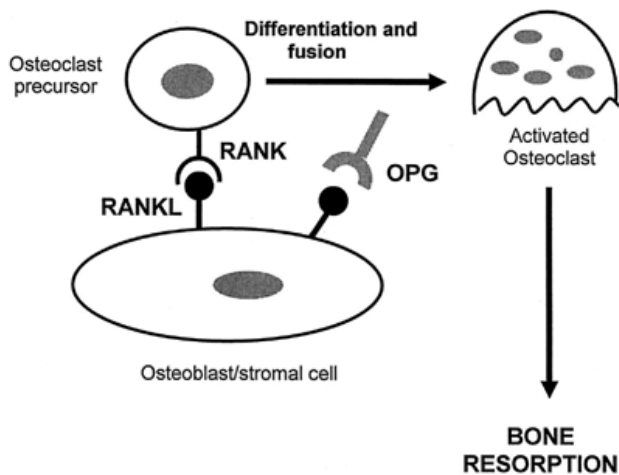 Differentiation and
fusion
Osteoclast
precursor
Activated
Osteoclast
RANK
OPG
RANKL
Osteoblast/stromal cell
BONE
RESORPTION